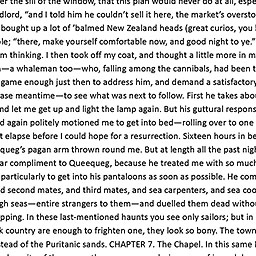 er the sill of the window, that this plan would never do at all, espe
dlord, “and I told him he couldn’t sell it here, the market’s oversto
bought up a lot of ’balmed New Zealand heads (great curios, you
le; “there, make yourself comfortable now, and good night to ye.”
m thinking. I then took off my coat, and thought a little more in m
—a whaleman too—who, falling among the cannibals, had been t
game enough just then to address him, and demand a satisfactory
ase meantime—to see what was next to follow. First he takes abo
nd let me get up and light the lamp again. But his guttural respons
d again politely motioned me to get into bed—rolling over to one
t elapse before I could hope for a resurrection. Sixteen hours in be
queg’s pagan arm thrown round me. But at length all the past nigh
ar compliment to Queequeg, because he treated me with so much
particularly to get into his pantaloons as soon as possible. He com
d second mates, and third mates, and sea carpenters, and sea coo
gh seas—entire strangers to them—and duelled them dead withou
pping. In these last-mentioned haunts you see only sailors; but in
k country are enough to frighten one, they look so bony. The town
stead of the Puritanic sands. CHAPTER 7. The Chapel. In this same